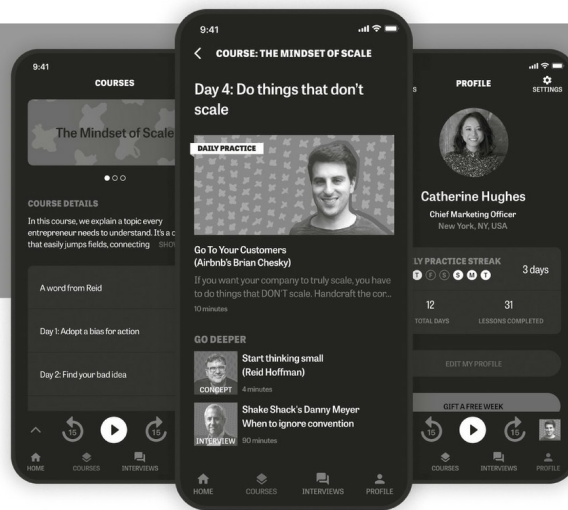 9:41
COURSES
The Mindset of Scale
COURSE DETAILS
In this course, we explain a topic every
entrepreneur needs to understand. It's a c
that easily jumps fields, connecting SHO
A word from Reid
Day 1: Adopt a bias for action
Day 2: Find your bad idea
15
15
HOME
COURSES
INTERVIEWS
9:41
COURSE: THE MINDSET OF SCALE
Day 4: Do things that don't
scale
DAILY PRACTICE
Go To Your Customers
(Airbnb's Brian Chesky)
If you want your company to truly scale, you have
to do things that DON'T scale. Handcraft the cor...
10 minutes
GO DEEPER
CONCEPT
Start thinking small
(Reid Hoffman)
4 minutes
INTERVIEW
Shake Shack's Danny Meyer
When to ignore convention
90 minutes
HOME
COURSES
INTERVIEWS
PROFILE
S
PROFILE
SETTINGS
Catherine Hughes
Chief Marketing Officer
New York, NY, USA
LY PRACTICE STREAK
T F S S M T
3 days
12
31
TOTAL DAYS
LESSONS COMPLETED
EDIT MY PROFILE
GIFT A FREE WEEK
15
15
COURSES
INTERVIEWS
PROFILE